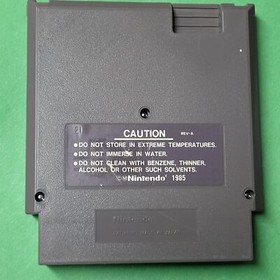 CAUTION REV-A
•DO NOT STORE IN EXTREME TEMPERATURES.
•DO NOT IMMERSE IN WATER.
•DO NOT CLEAN WITH BENZENE, THINNER,
ALCOHOL OR OTHER SUCH SOLVENTS.
©Nintendo 1985